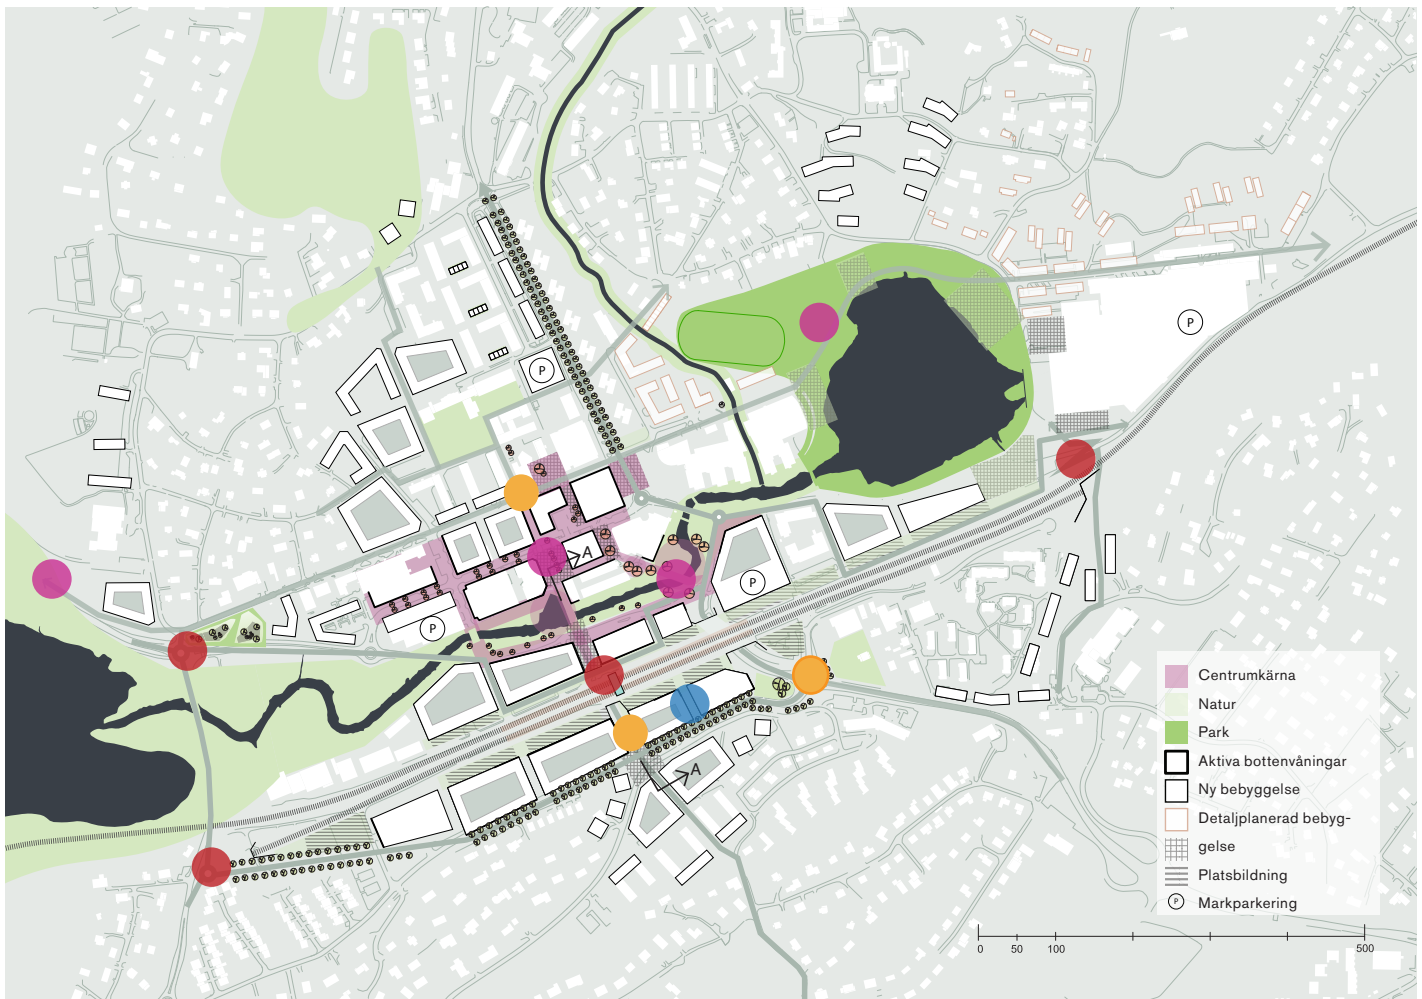 P
P
A
P
P
A
Centrumkärna
Natur
Park
Aktiva bottenvåningar
Ny bebyggelse
Detaljplanerad bebyg-
gelse
Platsbildning
P Markparkering
0 50 100 500